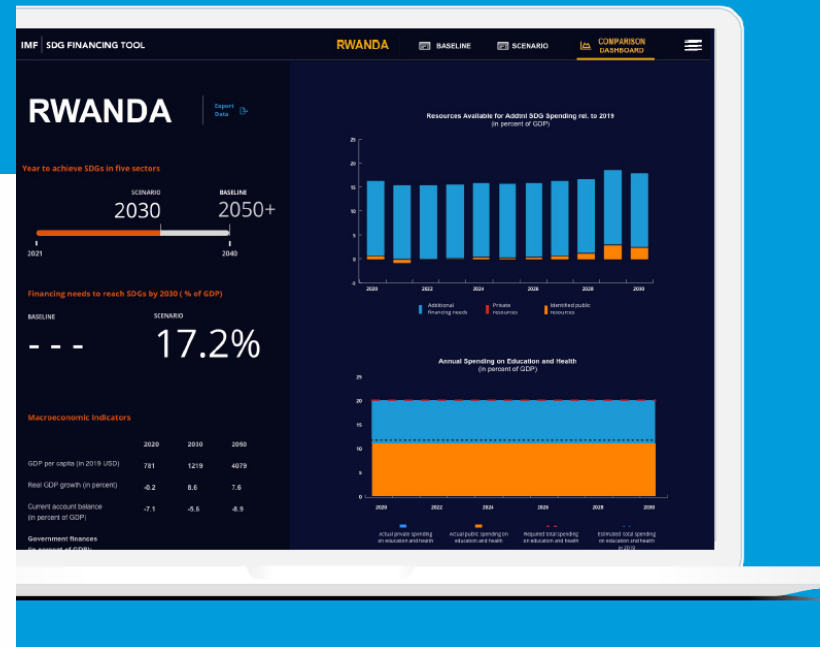 IMF | SDG FINANCING TOOL
RWANDA
BASELINE
SCENARIO
COMPARISON
DASHBOARD
RWANDA
Export
Data
Year to achieve SDGs in five sectors
SCENARIO
2030
BASELINE
2050+
2021
2040
Financing needs to reach SDGs by 2030 ( % of GDP)
BASELINE
- - -
SCENARIO
17.2%
Macroeconomic Indicators
2020 2030 2050
GDP per capita (in 2019 USD) 781 1219 4079
Real GDP growth (in percent) -0.2 8.6 7.6
Current account balance
(in percent of GDP) -7.1 -5.5 -8.9
Government finances
(in percent of GDP):
Resources Available for Addtnl SDG Spending rel. to 2019
(in percent of GDP)
25
20
15
10
5
0
-5
2020 2022 2024 2026 2028 2030
Additional
financing needs
Private
resources
Identified public
resources
Annual Spending on Education and Health
(in percent of GDP)
25
20
15
10
5
0
2020 2022 2024 2026 2028 2030
Actual private spending
on education and health
Actual public spending on
education and health
Required total spending
on education and health
Estimated total spending
on education and health
in 2019